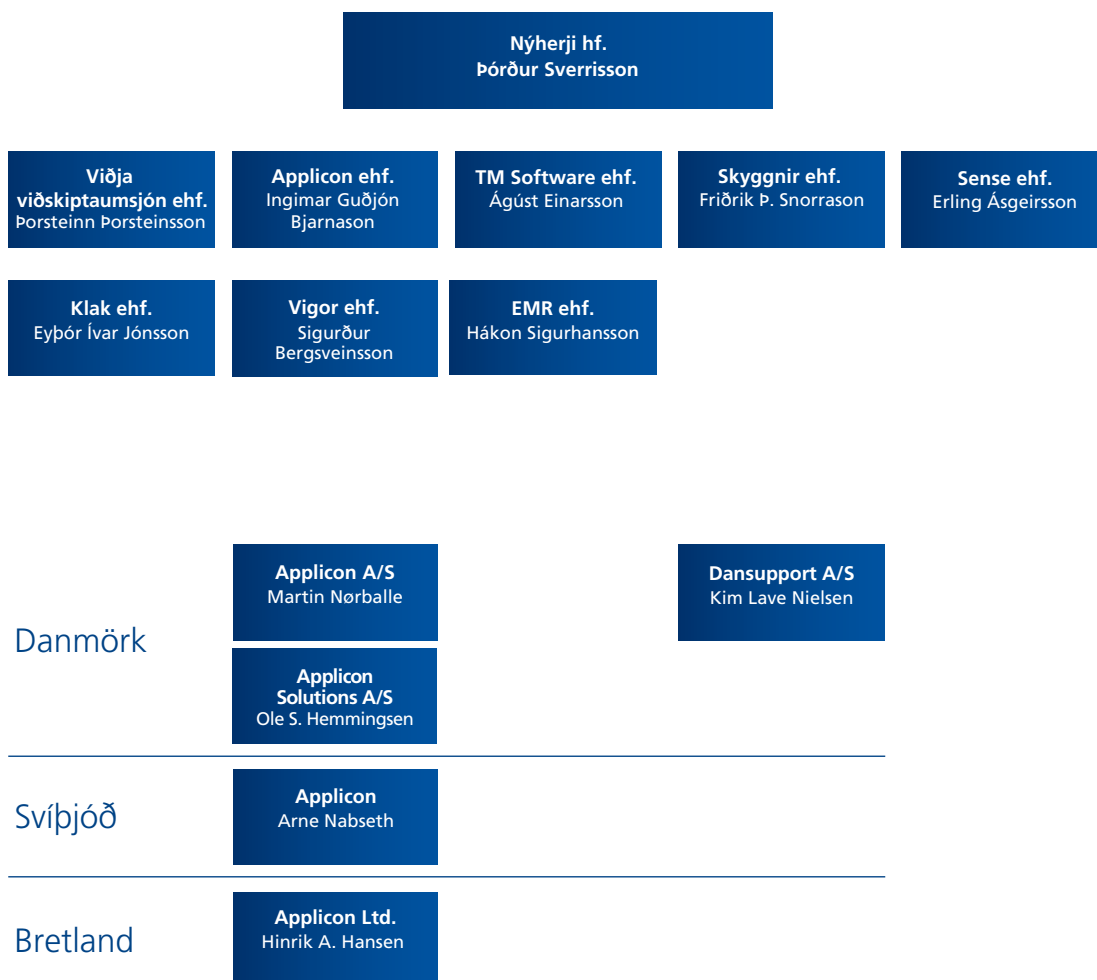 Nýherji hf.
Þórður Sverrisson
Viðja
viðskiptaumsjón ehf.
Þorsteinn Þorsteinsson
Applicon ehf.
Ingimar Guðjón
Bjarnason
TM Software ehf.
Ágúst Einarsson
Skyggnir ehf.
Friðrik Þ. Snorrason
Sense ehf.
Erling Ásgeirsson
Klak ehf.
Eyþór Ívar Jónsson
Vigor ehf.
Sigurður
Bergsveinsson
EMR ehf.
Hákon Sigurhansson
Danmörk
Applicon A/S
Martin Nørballe
Dansupport A/S
Kim Lave Nielsen
Applicon
Solutions A/S
Ole S. Hemmingsen
Svíþjóð
Applicon
Arne Nabseth
Bretland
Applicon Ltd.
Hinrik A. Hansen